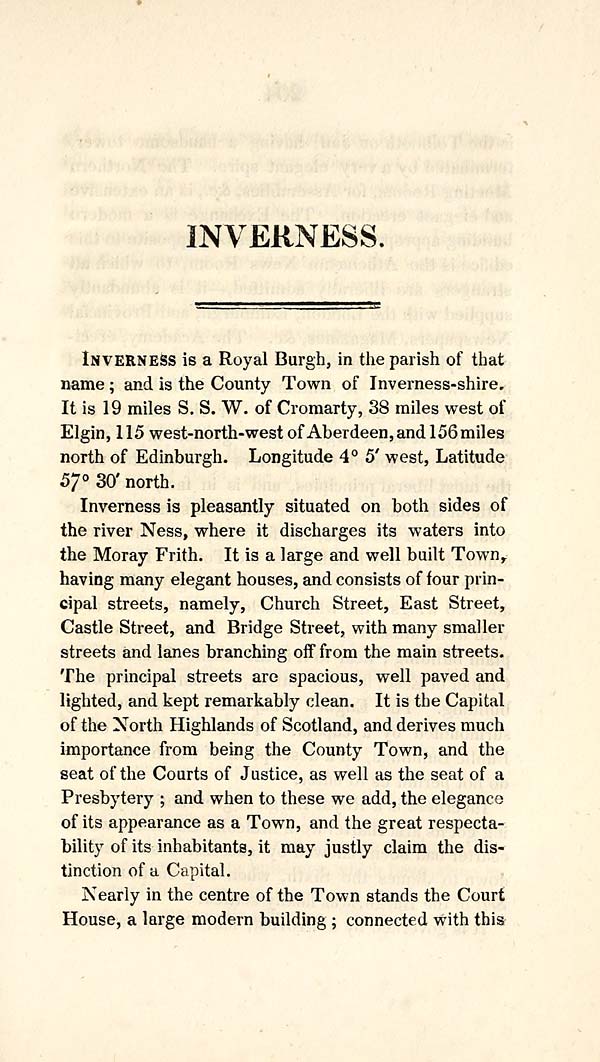 INVERNESS.
INVERNESS is a Royal Burgh, in the parish of that
name ; and is the County Town of Inverness-shire.
It is 19 miles S. S. W. of Cromarty, 38 miles west of
Elgin, 115 west-north-west of Aberdeen, and 156 miles
north of Edinburgh. Longitude 4° 5′ west, Latitude
57° 30′ north.
Inverness is pleasantly situated on both sides of
the river Ness, where it discharges its waters into
the Moray Frith. It is a large and well built Town,
having many elegant houses, and consists of four prin-
cipal streets, namely, Church Street, East Street,
Castle Street, and Bridge Street, with many smaller
streets and lanes branching off from the main streets.
The principal streets are spacious, well paved and
lighted, and kept remarkably clean. It is the Capital
of the North Highlands of Scotland, and derives much
importance from being the County Town, and the
seat of the Courts of Justice, as well as the seat of a
Presbytery ; and when to these we add, the elegance
of its appearance as a Town, and the great respecta-
bility of its inhabitants, it may justly claim the dis-
tinction of a Capital.
Nearly in the centre of the Town stands the Court
House, a large modern building ; connected with this